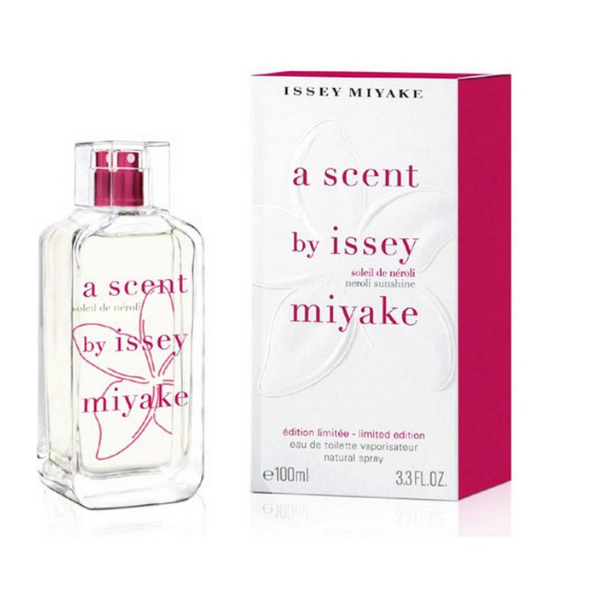 a scent
soleil de néroli
by issey
miyake
ISSEY MIYAKE
a scent
by issey
soleil de néroli
neroli sunshine
miyake
édition limitée - limited edition
eau de toilette vaporisateur
natural spray
℮100ml
3.3 FL.OZ.